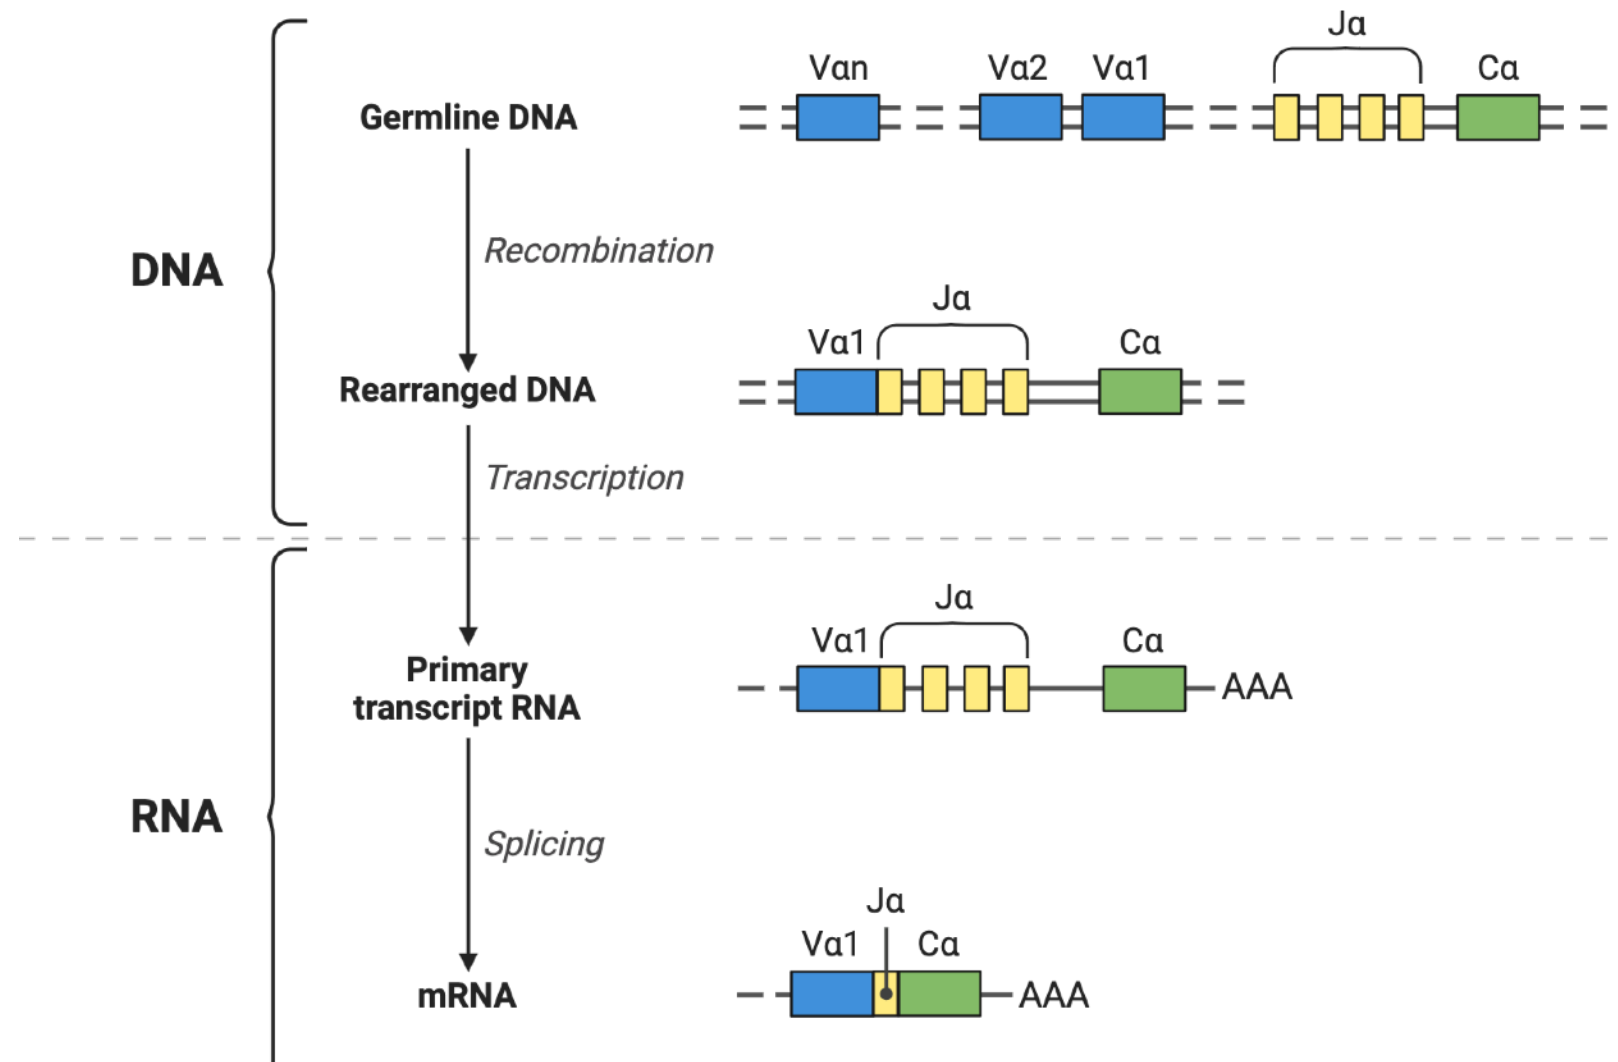 Jα
Vαn Vα2 Vα1 Cα
Germline DNA
DNA
Recombination
Jα
Vα1 Cα
Rearranged DNA
Transcription
Jα
Vα1 Cα
Primary
transcript RNA
AAA
RNA
Splicing
Jα
Vα1 Cα
mRNA
AAA